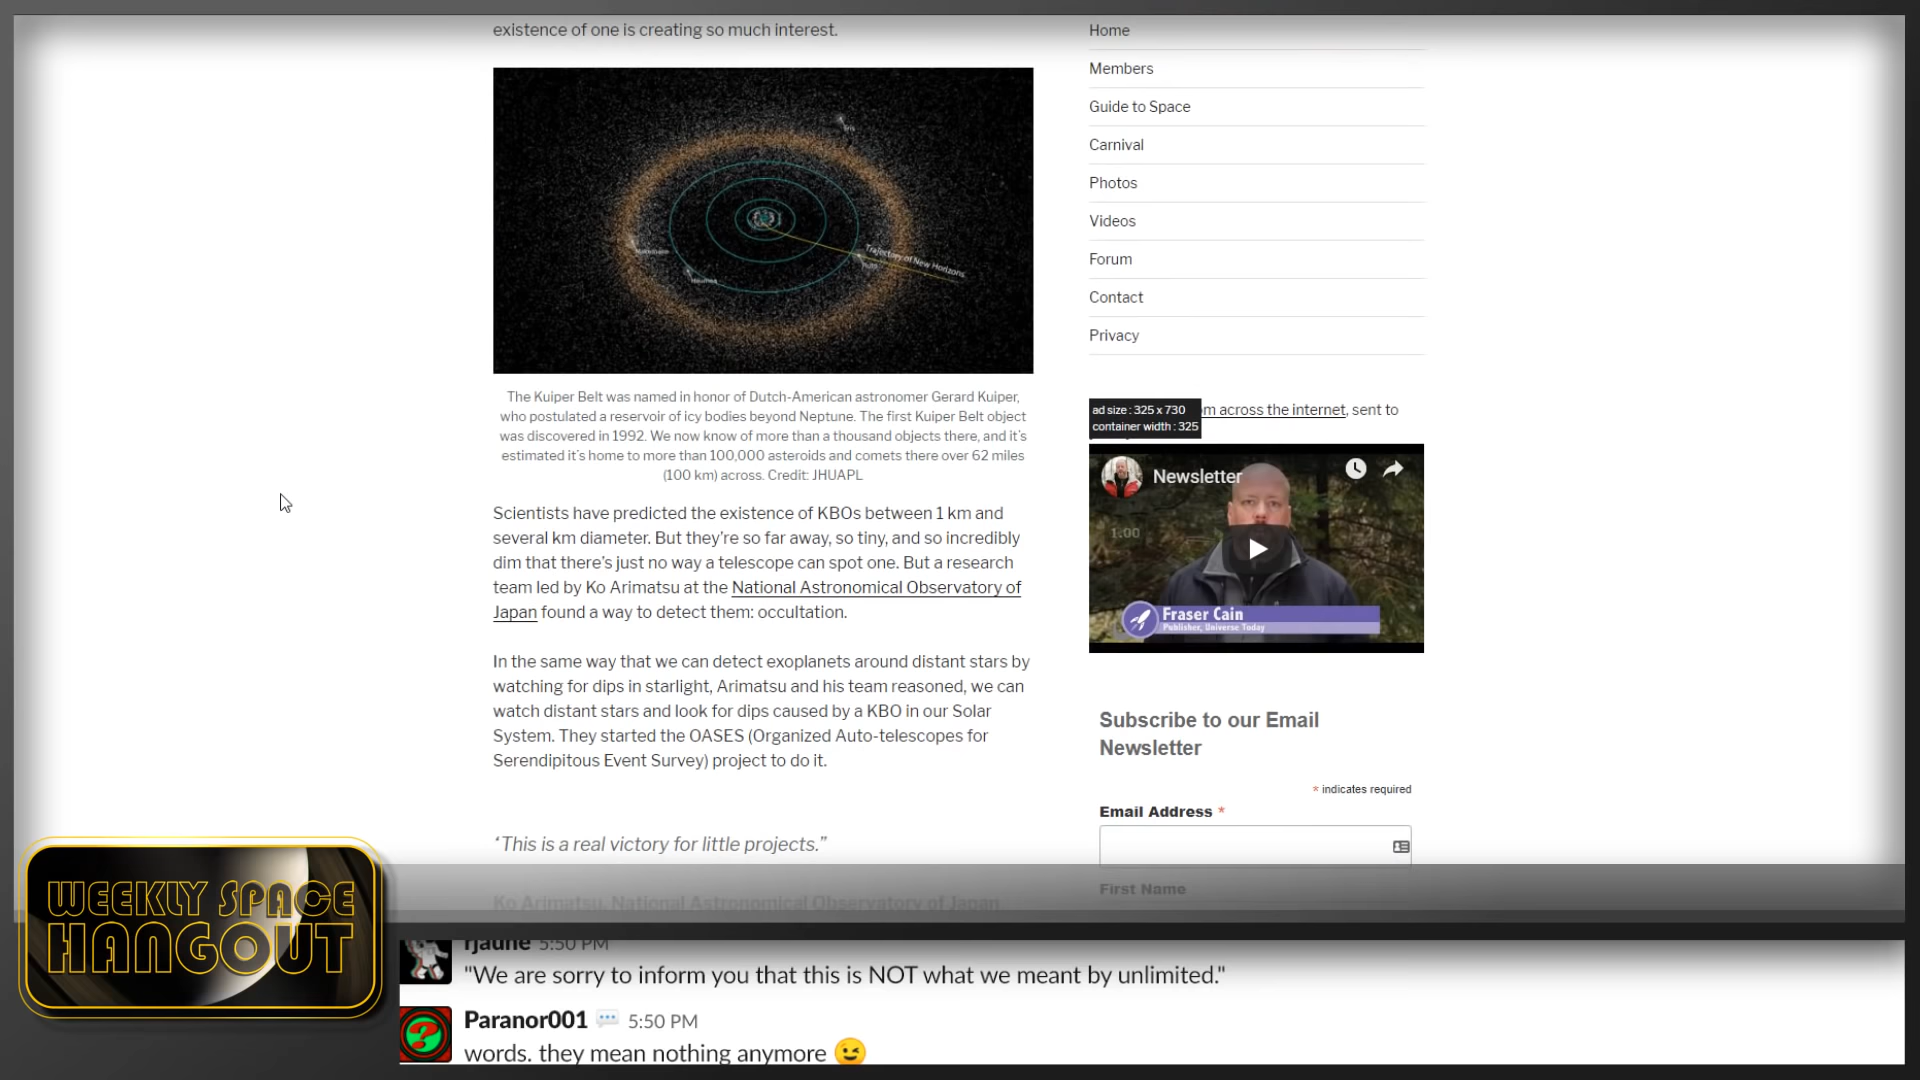 existence of one is creating so much interest.
Eris
Trajectory of New Horizons
Pluto
The Kuiper Belt was named in honor of Dutch-American astronomer Gerard Kuiper,
who postulated a reservoir of icy bodies beyond Neptune. The first Kuiper Belt object
was discovered in 1992. We now know of more than a thousand objects there, and it's
estimated it's home to more than 100,000 asteroids and comets there over 62 miles
(100 km) across. Credit: JHUAPL
Scientists have predicted the existence of KBOs between 1 km and
several km diameter. But they're so far away, so tiny, and so incredibly
dim that there's just no way a telescope can spot one. But a research
team led by Ko Arimatsu at the National Astronomical Observatory of
Japan found a way to detect them: occultation.
In the same way that we can detect exoplanets around distant stars by
watching for dips in starlight, Arimatsu and his team reasoned, we can
watch distant stars and look for dips caused by a KBO in our Solar
System. They started the OASES (Organized Auto-telescopes for
Serendipitous Event Survey) project to do it.
“This is a real victory for little projects.”
Ko Arimatsu, National Astronomical Observatory of Japan
Home
Members
Guide to Space
Carnival
Photos
Videos
Forum
Contact
Privacy
ad size : 325 x 730
container width : 325
m across the internet, sent to
Newsletter
1:00
Fraser Cain
Publisher, Universe Today
Subscribe to our Email
Newsletter
* indicates required
Email Address *
First Name
WEEKLY SPACE
HANGOUT
rjaune 5:50 PM
"We are sorry to inform you that this is NOT what we meant by unlimited."
Paranor001 5:50 PM
words. they mean nothing anymore 😉